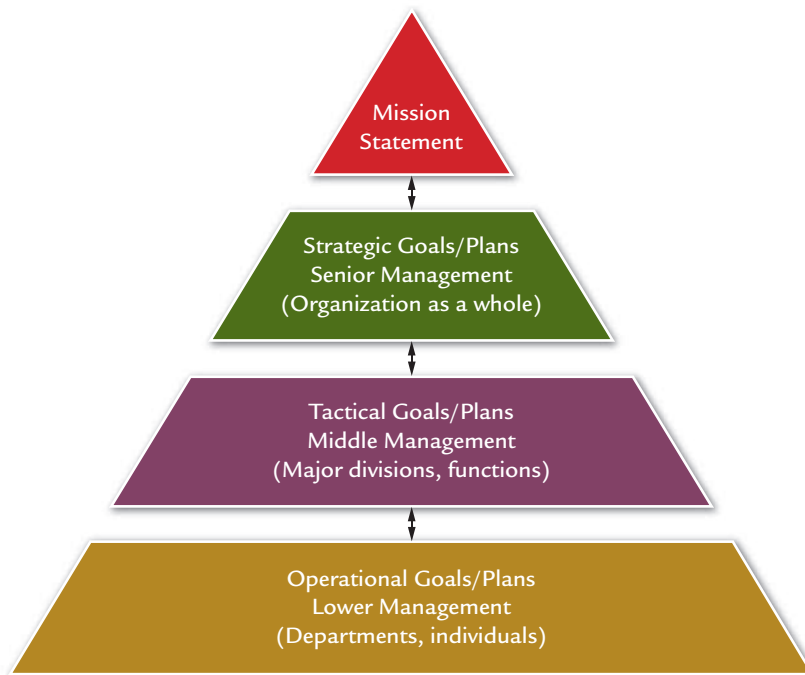 Mission
Statement
Strategic Goals/Plans
Senior Management
(Organization as a whole)
Tactical Goals/Plans
Middle Management
(Major divisions, functions)
Operational Goals/Plans
Lower Management
(Departments, individuals)